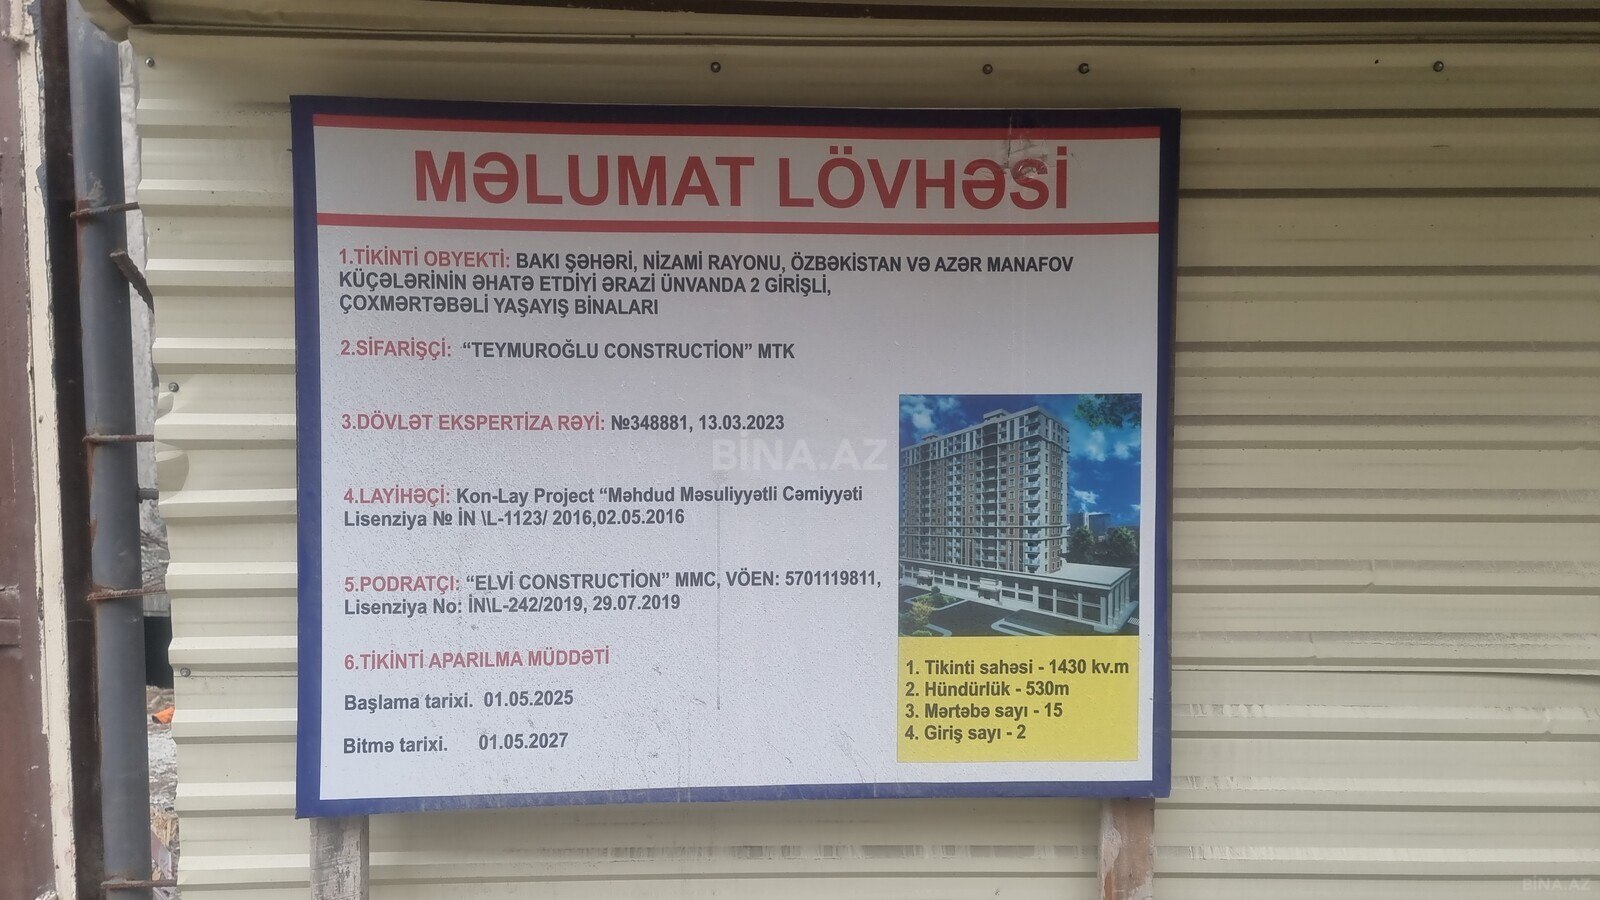 MƏLUMAT LÖVHƏSİ
1.TİKİNTİ OBYEKTİ: BAKI ŞƏHƏRİ, NİZAMİ RAYONU, ÖZBƏKİSTAN VƏ AZƏR MANAFOV
KÜÇƏLƏRİNİN ƏHATƏ ETDİYİ ƏRAZİ ÜNVANDA 2 GİRİŞLİ,
ÇOXMƏRTƏBƏLİ YAŞAYIŞ BİNALARI
2.SİFARİŞÇİ: “TEYMUROĞLU CONSTRUCTİON” MTK
3.DÖVLƏT EKSPERTİZA RƏYİ: №348881, 13.03.2023
BİNA.AZ
4.LAYİHƏÇİ: Kon-Lay Project “Məhdud Məsuliyyətli Cəmiyyəti
Lisenziya № İN \L-1123/ 2016,02.05.2016
5.PODRATÇI: “ELVİ CONSTRUCTİON” MMC, VÖEN: 5701119811,
Lisenziya No: İN\L-242/2019, 29.07.2019
6.TİKİNTİ APARILMA MÜDDƏTİ
Başlama tarixi. 01.05.2025
Bitmə tarixi. 01.05.2027
1. Tikinti sahəsi - 1430 kv.m
2. Hündürlük - 530m
3. Mərtəbə sayı - 15
4. Giriş sayı - 2
BİNA.AZ